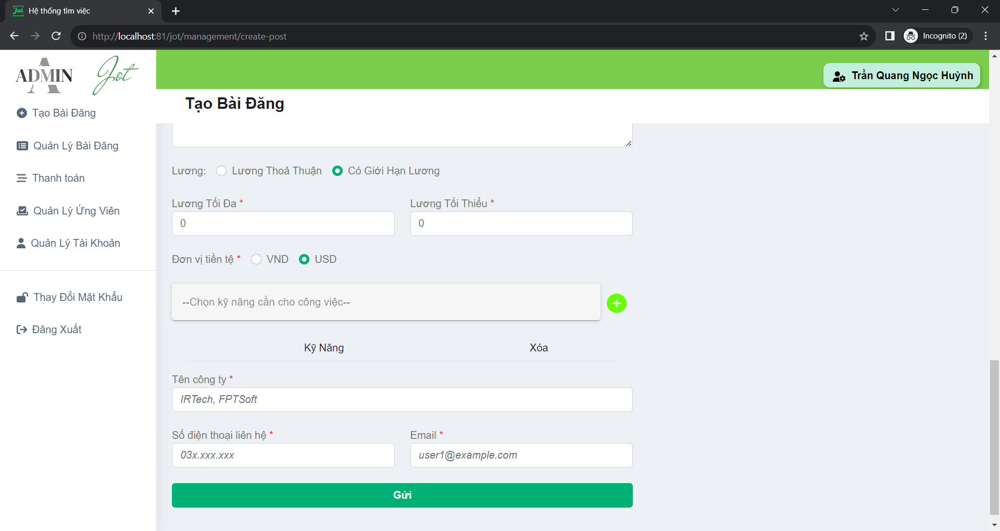 Jot
Hệ thống tìm việc
http://localhost:81/jot/management/create-post
Incognito (2)
ADMIN
Jot
Trần Quang Ngọc Huỳnh
Tạo Bài Đăng
Tạo Bài Đăng
Quản Lý Bài Đăng
Thanh toán
Quản Lý Ứng Viên
Quản Lý Tài Khoản
Thay Đổi Mật Khẩu
Đăng Xuất
Lương: Lương Thoả Thuận Có Giới Hạn Lương
Lương Tối Đa * Lương Tối Thiểu *
0 0
Đơn vị tiền tệ * VND USD
--Chọn kỹ năng cần cho công việc--
Kỹ Năng Xóa
Tên công ty *
IRTech, FPTSoft
Số điện thoại liên hệ * Email *
03x.xxx.xxx user1@example.com
Gửi